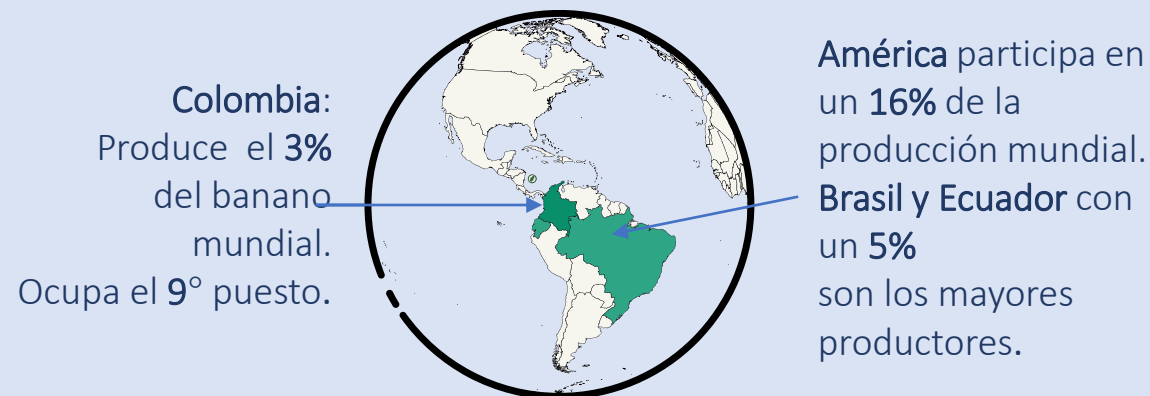 Colombia:
Produce el 3%
del banano
mundial.
Ocupa el 9° puesto.
América participa en
un 16% de la
producción mundial.
Brasil y Ecuador con
un 5%
son los mayores
productores.